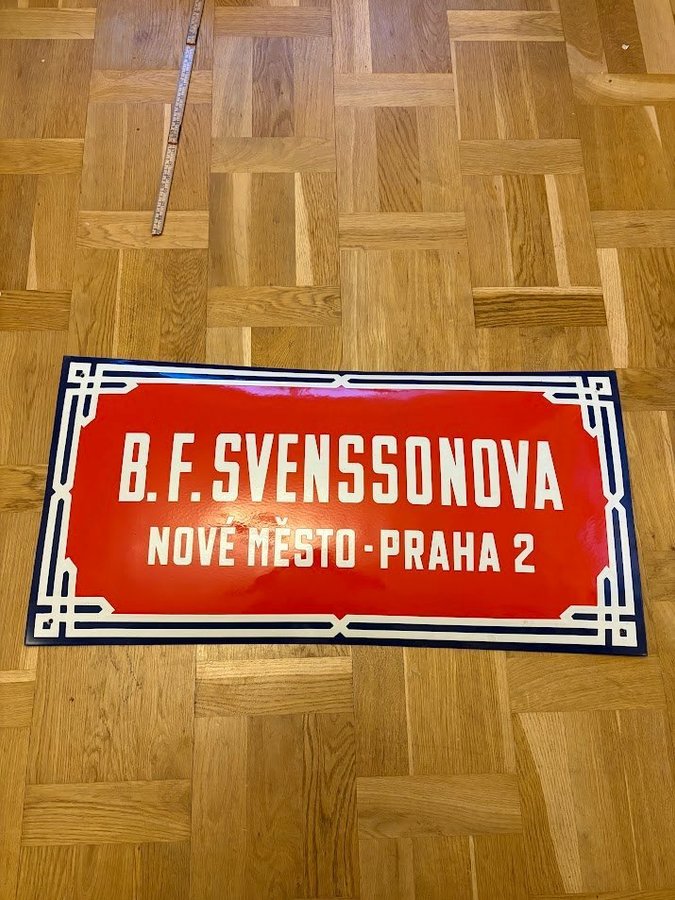 B. F. SVENSSONOVA
NOVÉ MĚSTO - PRAHA 2